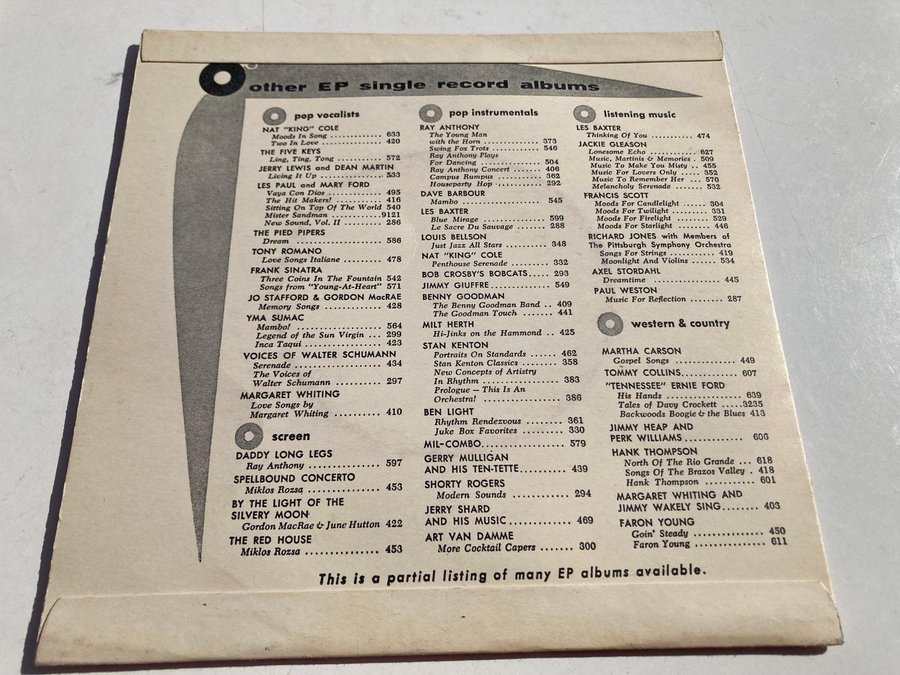 other EP single record albums
pop vocalists
NAT "KING" COLE
Moods In Song .......... 633
Two In Love .......... 420
THE FIVE KEYS
Ling, Ting, Tong .......... 572
JERRY LEWIS and DEAN MARTIN
Living It Up .......... 533
LES PAUL and MARY FORD
Vaya Con Dios .......... 495
The Hit Makers! .......... 416
Sitting On Top Of The World 540
Mister Sandman .......... 9121
New Sound, Vol. II .......... 286
THE PIED PIPERS
Dream .......... 586
TONY ROMANO
Love Songs Italiane .......... 478
FRANK SINATRA
Three Coins In The Fountain 542
Songs from "Young-At-Heart" 571
JO STAFFORD & GORDON MacRAE
Memory Songs .......... 428
YMA SUMAC
Mambo! .......... 564
Legend of the Sun Virgin ... 299
Inca Taqui .......... 423
VOICES OF WALTER SCHUMANN
Serenade .......... 434
The Voices of
Walter Schumann .......... 297
MARGARET WHITING
Love Songs by
Margaret Whiting .......... 410
screen
DADDY LONG LEGS
Ray Anthony .......... 597
SPELLBOUND CONCERTO
Miklos Rozsa .......... 453
BY THE LIGHT OF THE
SILVERY MOON
Gordon MacRae & June Hutton 422
THE RED HOUSE
Miklos Rozsa .......... 453
pop instrumentals
RAY ANTHONY
The Young Man
with the Horn .......... 373
Swing Fox Trots .......... 546
Ray Anthony Plays
For Dancing .......... 504
Ray Anthony Concert ....... 406
Campus Rumpus .......... 362
Houseparty Hop .......... 292
DAVE BARBOUR
Mambo .......... 545
LES BAXTER
Blue Mirage .......... 599
Le Sacre Du Sauvage ....... 288
LOUIS BELLSON
Just Jazz All Stars ......... 348
NAT "KING" COLE
Penthouse Serenade ........ 332
BOB CROSBY'S BOBCATS..... 293
JIMMY GIUFFRE.......... 549
BENNY GOODMAN
The Benny Goodman Band .. 409
The Goodman Touch ....... 441
MILT HERTH
Hi-Jinks on the Hammond .. 425
STAN KENTON
Portraits On Standards ...... 462
Stan Kenton Classics ....... 358
New Concepts of Artistry
In Rhythm .......... 383
Prologue – This Is An
Orchestra! .......... 386
BEN LIGHT
Rhythm Rendezvous ....... 361
Juke Box Favorites ......... 330
MIL-COMBO.......... 579
GERRY MULLIGAN
AND HIS TEN-TETTE.......... 439
SHORTY ROGERS
Modern Sounds .......... 294
JERRY SHARD
AND HIS MUSIC.......... 469
ART VAN DAMME
More Cocktail Capers ...... 300
listening music
LES BAXTER
Thinking Of You .......... 474
JACKIE GLEASON
Lonesome Echo .......... 627
Music, Martinis & Memories . 509
Music To Make You Misty .. 455
Music For Lovers Only ..... 352
Music To Remember Her ... 570
Melancholy Serenade ....... 532
FRANCIS SCOTT
Moods For Candlelight ...... 304
Moods For Twilight ........ 331
Moods For Firelight ........ 529
Moods For Starlight ........ 446
RICHARD JONES with Members of
The Pittsburgh Symphony Orchestra
Songs For Strings .......... 419
Moonlight And Violins ...... 534
AXEL STORDAHL
Dreamtime .......... 445
PAUL WESTON
Music For Reflection ....... 287
western & country
MARTHA CARSON
Gospel Songs .......... 449
TOMMY COLLINS.......... 607
"TENNESSEE" ERNIE FORD
His Hands .......... 639
Tales of Davy Crockett .....3235
Backwoods Boogie & the Blues 413
JIMMY HEAP AND
PERK WILLIAMS.......... 606
HANK THOMPSON
North Of The Rio Grande ... 618
Songs Of The Brazos Valley . 418
Hank Thompson .......... 601
MARGARET WHITING AND
JIMMY WAKELY SING........ 403
FARON YOUNG
Goin' Steady .......... 450
Faron Young .......... 611
This is a partial listing of many EP albums available.